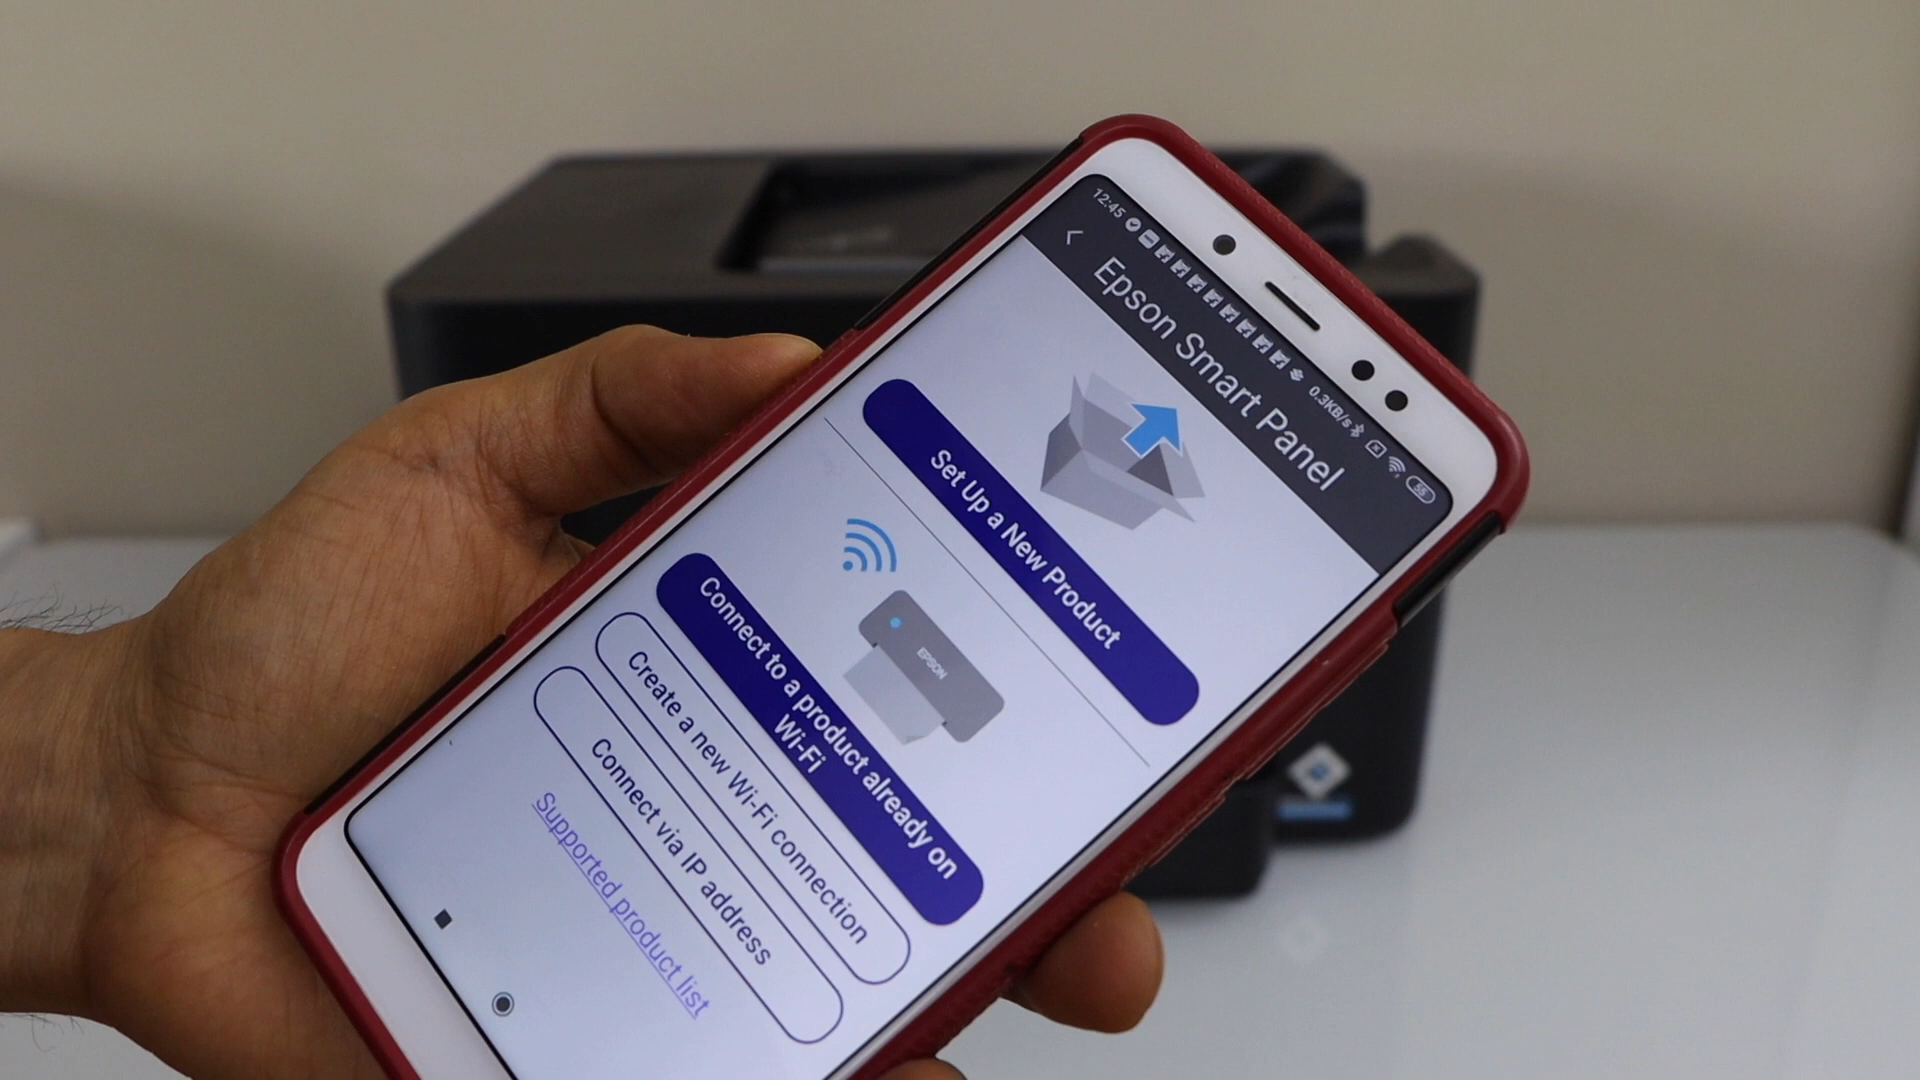 12:45
0.3KB/s
55
Epson Smart Panel
Set Up a New Product
EPSON
Connect to a product already on
Wi-Fi
Create a new Wi-Fi connection
Connect via IP address
Supported product list